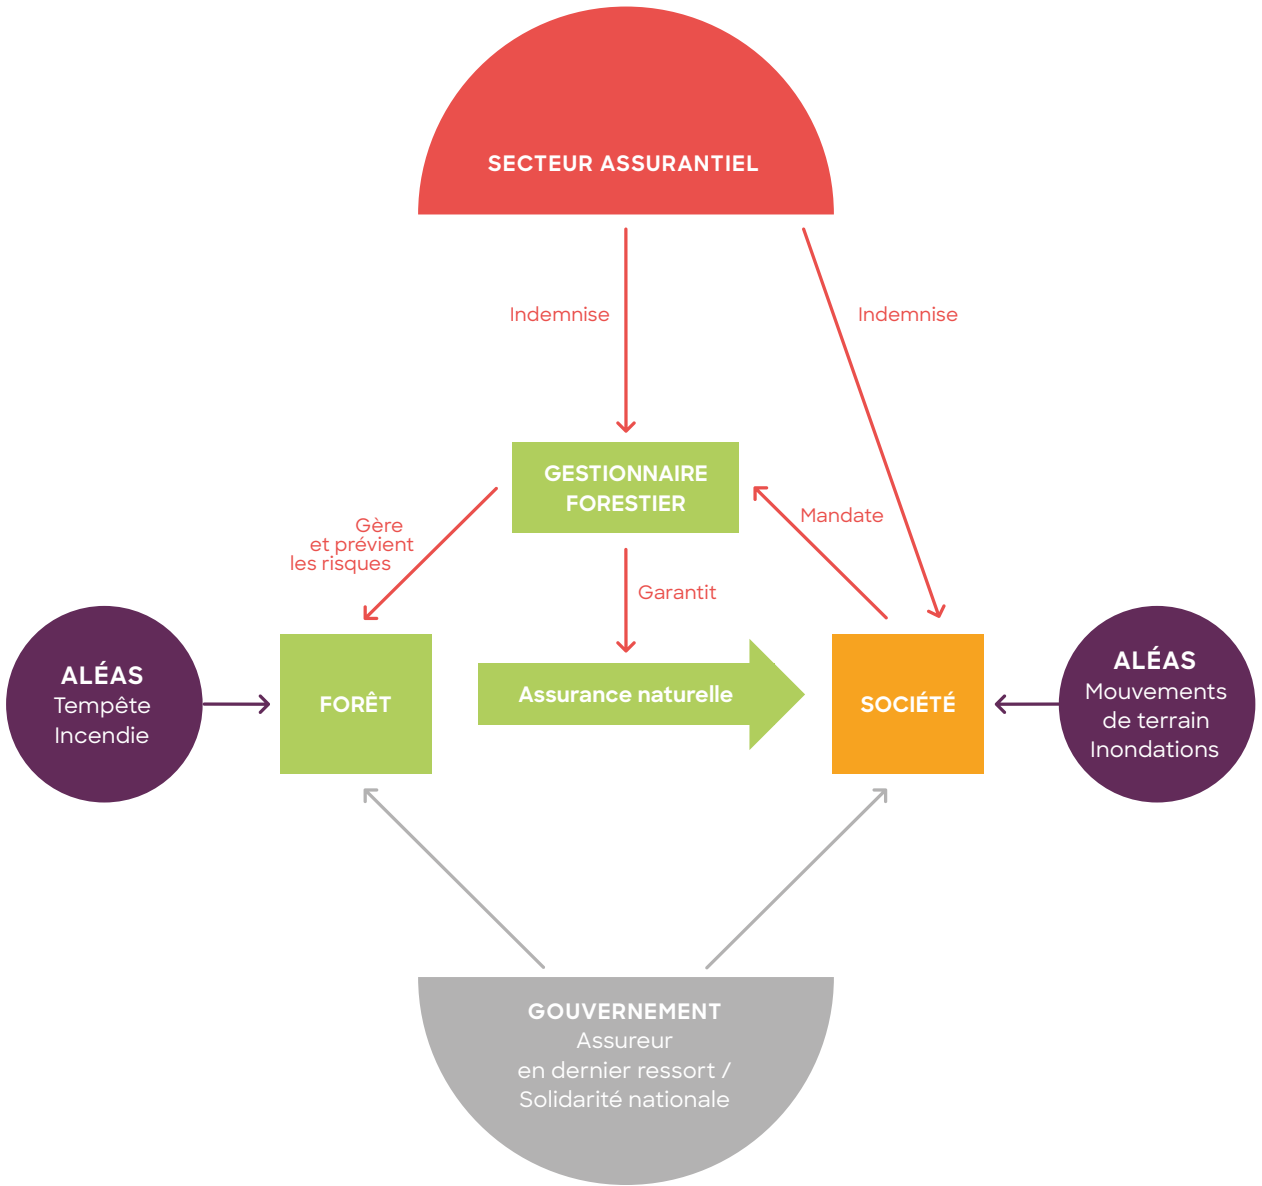 SECTEUR ASSURANTIEL
Indemnise
Indemnise
GESTIONNAIRE
FORESTIER
Mandate
Gère
et prévient
les risques
Garantit
ALÉAS
Tempête
Incendie
FORÊT
Assurance naturelle
SOCIÉTÉ
ALÉAS
Mouvements
de terrain
Inondations
GOUVERNEMENT
Assureur
en dernier ressort /
Solidarité nationale